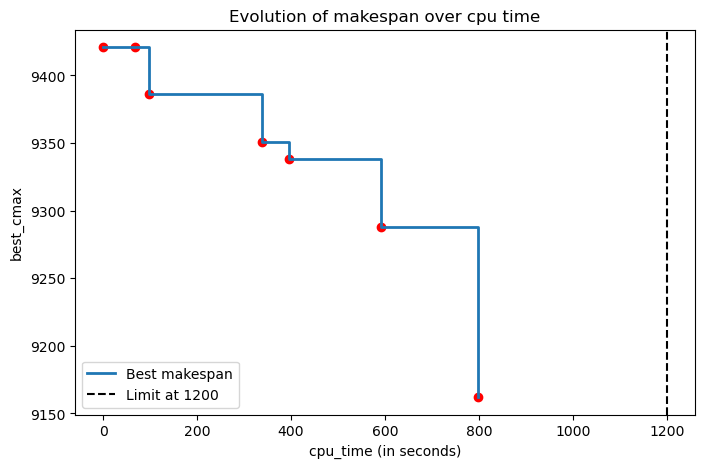 Evolution of makespan over cpu time
best_cmax
9400
9350
9300
9250
9200
9150
Best makespan
Limit at 1200
0
200
400
600
800
1000
1200
cpu_time (in seconds)